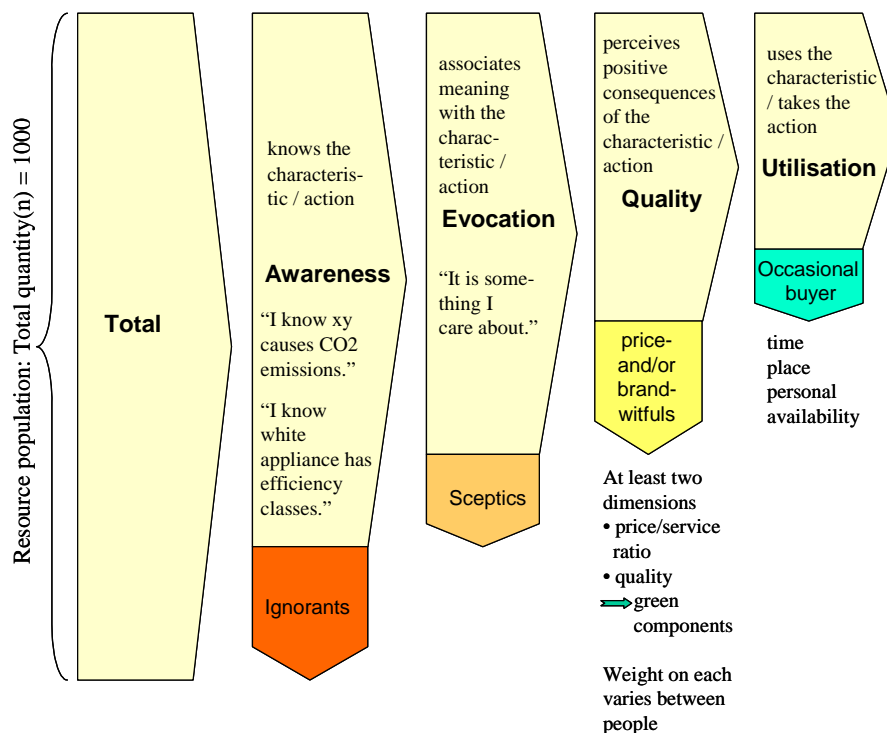 Resource population: Total quantity(n) = 1000
Total
knows the
characteris-
tic / action
Awareness
“I know xy
causes CO2
emissions.”
“I know
white
appliance has
efficiency
classes.”
Ignorants
associates
meaning
with the
charac-
teristic /
action
Evocation
“It is some-
thing I
care about.”
Sceptics
perceives
positive
consequences
of the
characteristic /
action
Quality
price-
and/or
brand-
witfuls
At least two
dimensions
• price/service
ratio
• quality
green
components
Weight on each
varies between
people
uses the
characteristic
/ takes the
action
Utilisation
Occasional
buyer
time
place
personal
availability